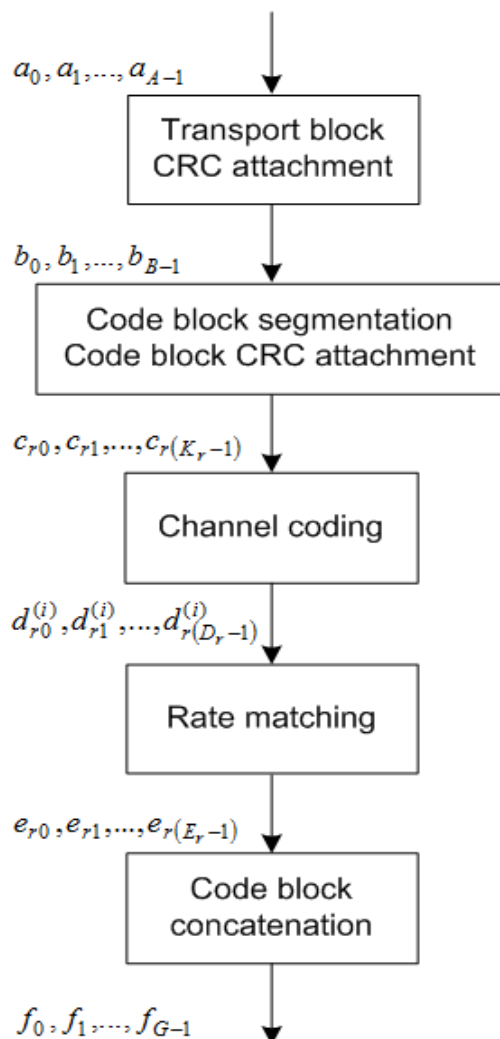 a_0, a_1,..., a_{A-1}
Transport block
CRC attachment
b_0, b_1,..., b_{B-1}
Code block segmentation
Code block CRC attachment
c_{r0}, c_{r1},..., c_{r(K_r-1)}
Channel coding
d_{r0}^{(i)}, d_{r1}^{(i)},..., d_{r(D_r-1)}^{(i)}
Rate matching
e_{r0}, e_{r1},..., e_{r(E_r-1)}
Code block
concatenation
f_0, f_1,..., f_{G-1}